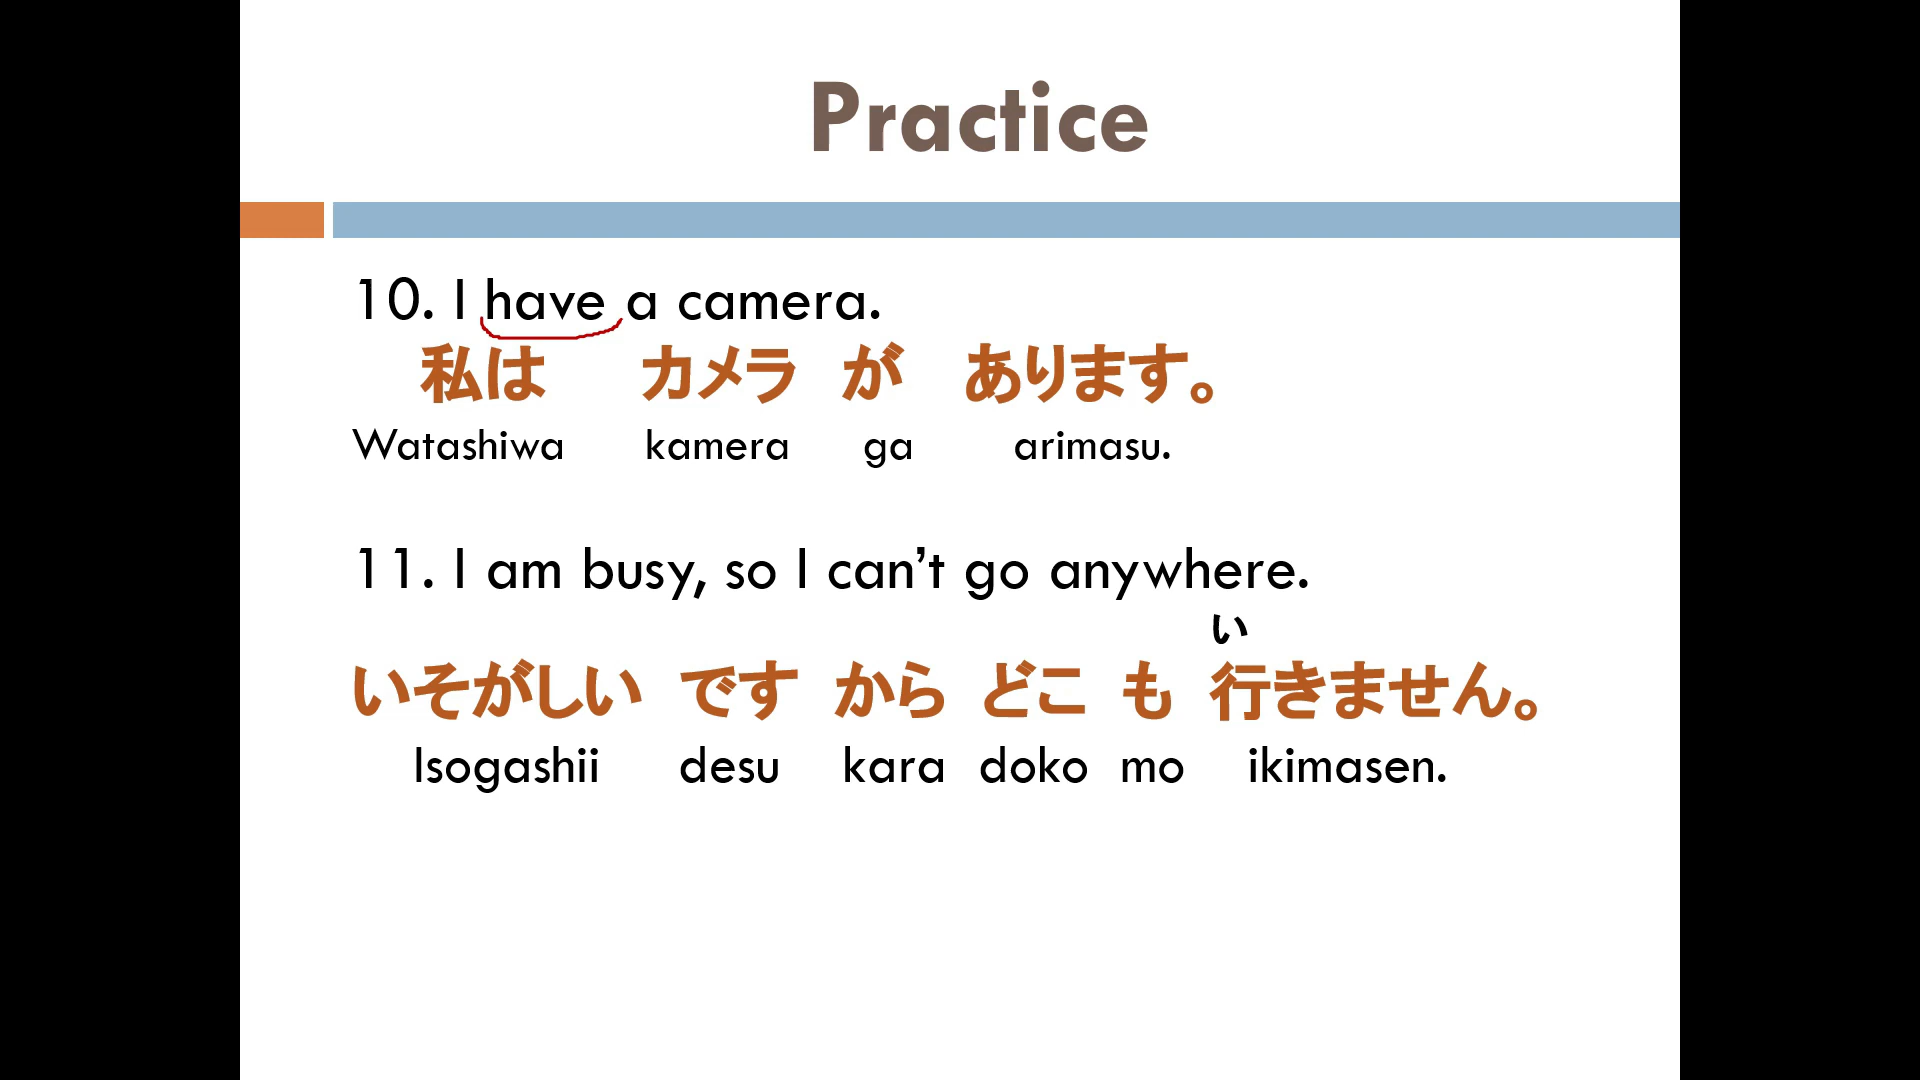 Practice
10. I have a camera.
私は カメラ が あります。
Watashiwa kamera ga arimasu.
11. I am busy, so I can't go anywhere.
い
いそがしい です から どこ も 行きません。
Isogashii desu kara doko mo ikimasen.